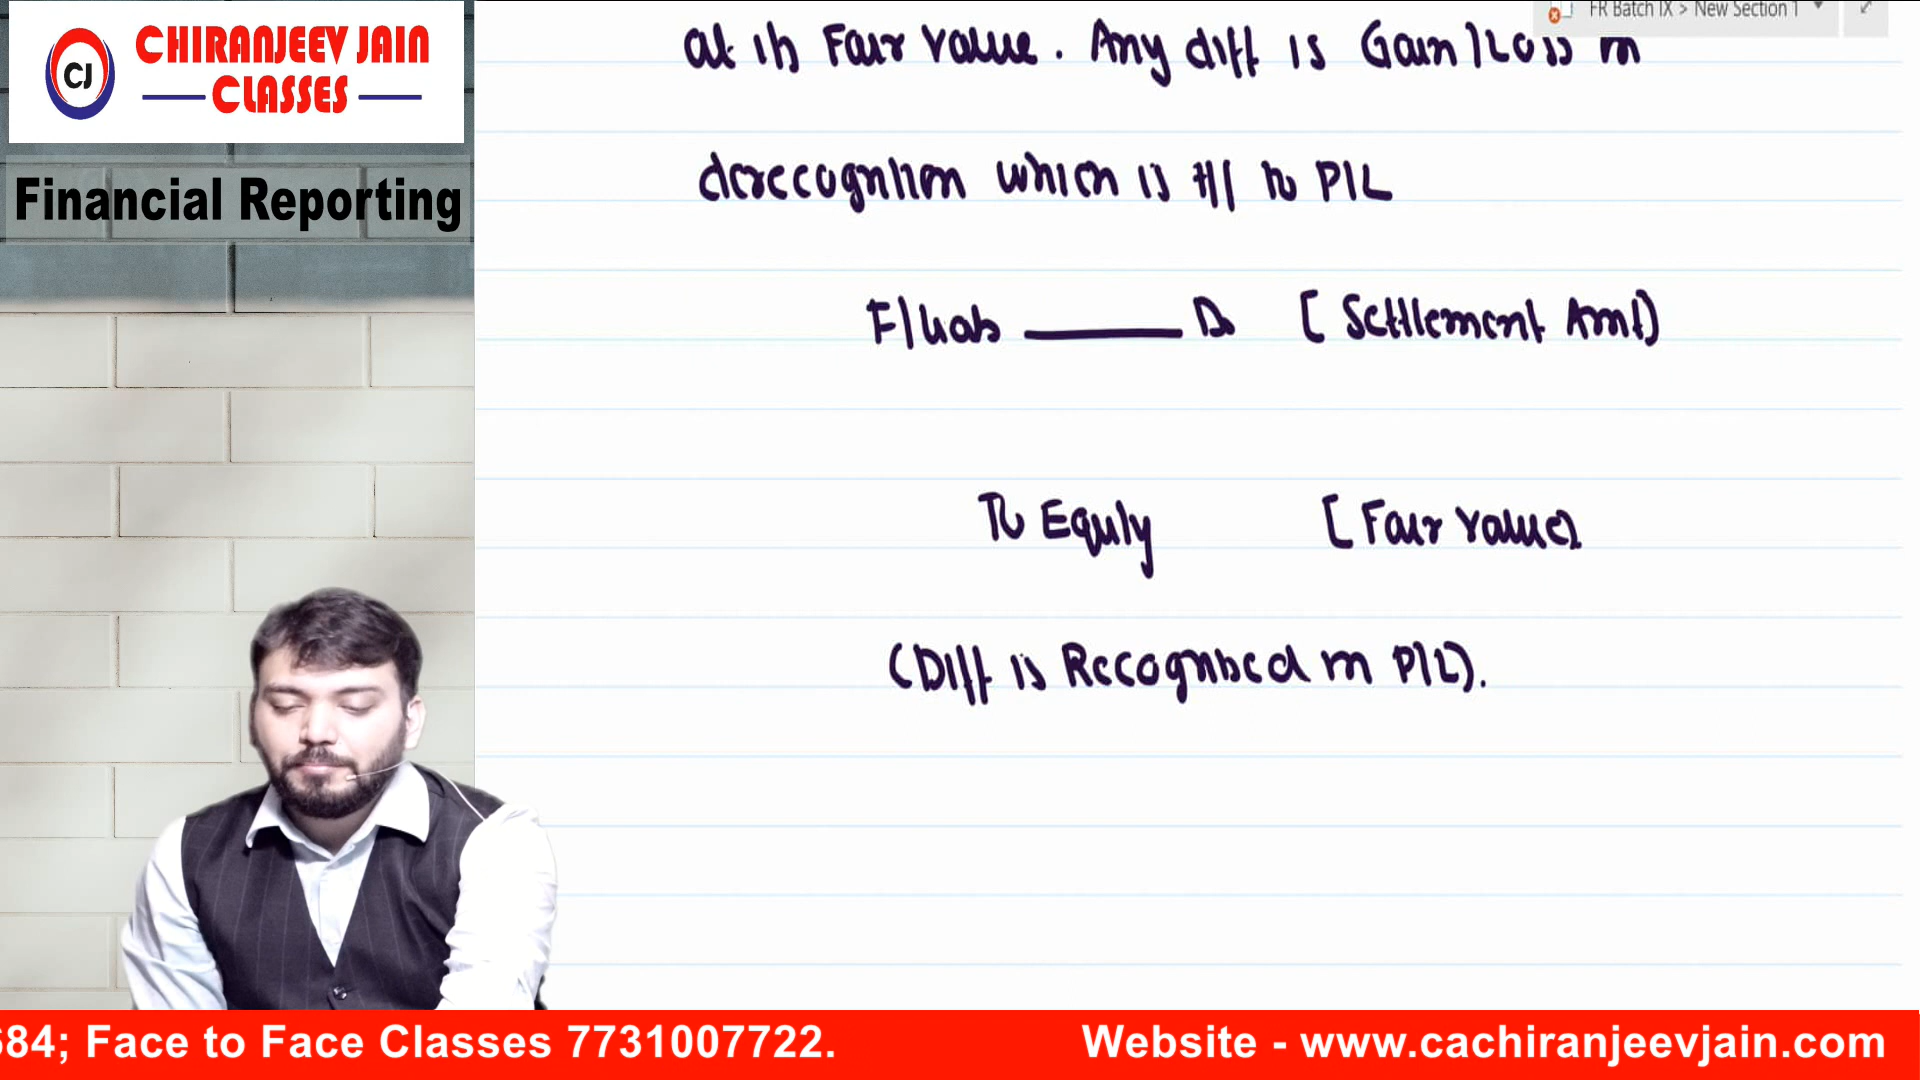 CHIRANJEEV JAIN
CLASSES
CJ
Financial Reporting
FR Batch IX > New Section 1
at its Fair Value. Any diff is Gain/Loss in
derecognition which is t/f to P/L
F/liab Dr [Settlement Amt]
To Equity [Fair Value]
(Diff is Recognised in P/L).
684; Face to Face Classes 7731007722.
Website - www.cachiranjeevjain.com